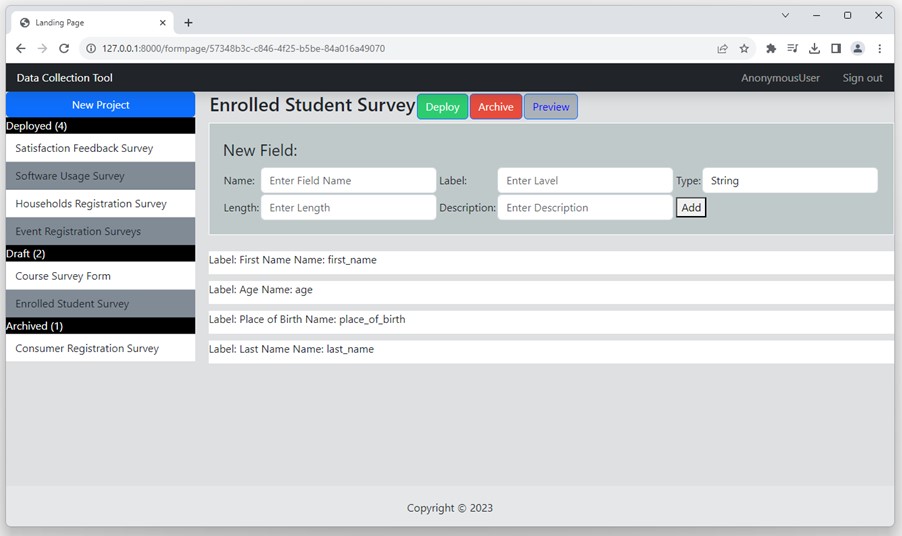 Landing Page
127.0.0.1:8000/formpage/57348b3c-c846-4f25-b5be-84a016a49070
Data Collection Tool
AnonymousUser
Sign out
New Project
Deployed (4)
Satisfaction Feedback Survey
Software Usage Survey
Households Registration Survey
Event Registration Surveys
Draft (2)
Course Survey Form
Enrolled Student Survey
Archived (1)
Consumer Registration Survey
Enrolled Student Survey Deploy Archive Preview
New Field:
Name: Enter Field Name Label: Enter Lavel Type: String
Length: Enter Length Description: Enter Description Add
Label: First Name Name: first_name
Label: Age Name: age
Label: Place of Birth Name: place_of_birth
Label: Last Name Name: last_name
Copyright © 2023